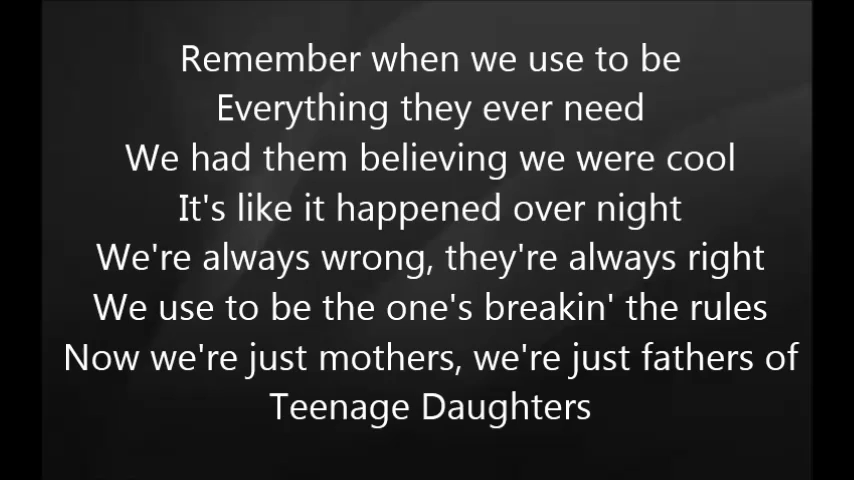 Remember when we use to be
Everything they ever need
We had them believing we were cool
It's like it happened over night
We're always wrong, they're always right
We use to be the one's breakin' the rules
Now we're just mothers, we're just fathers of
Teenage Daughters